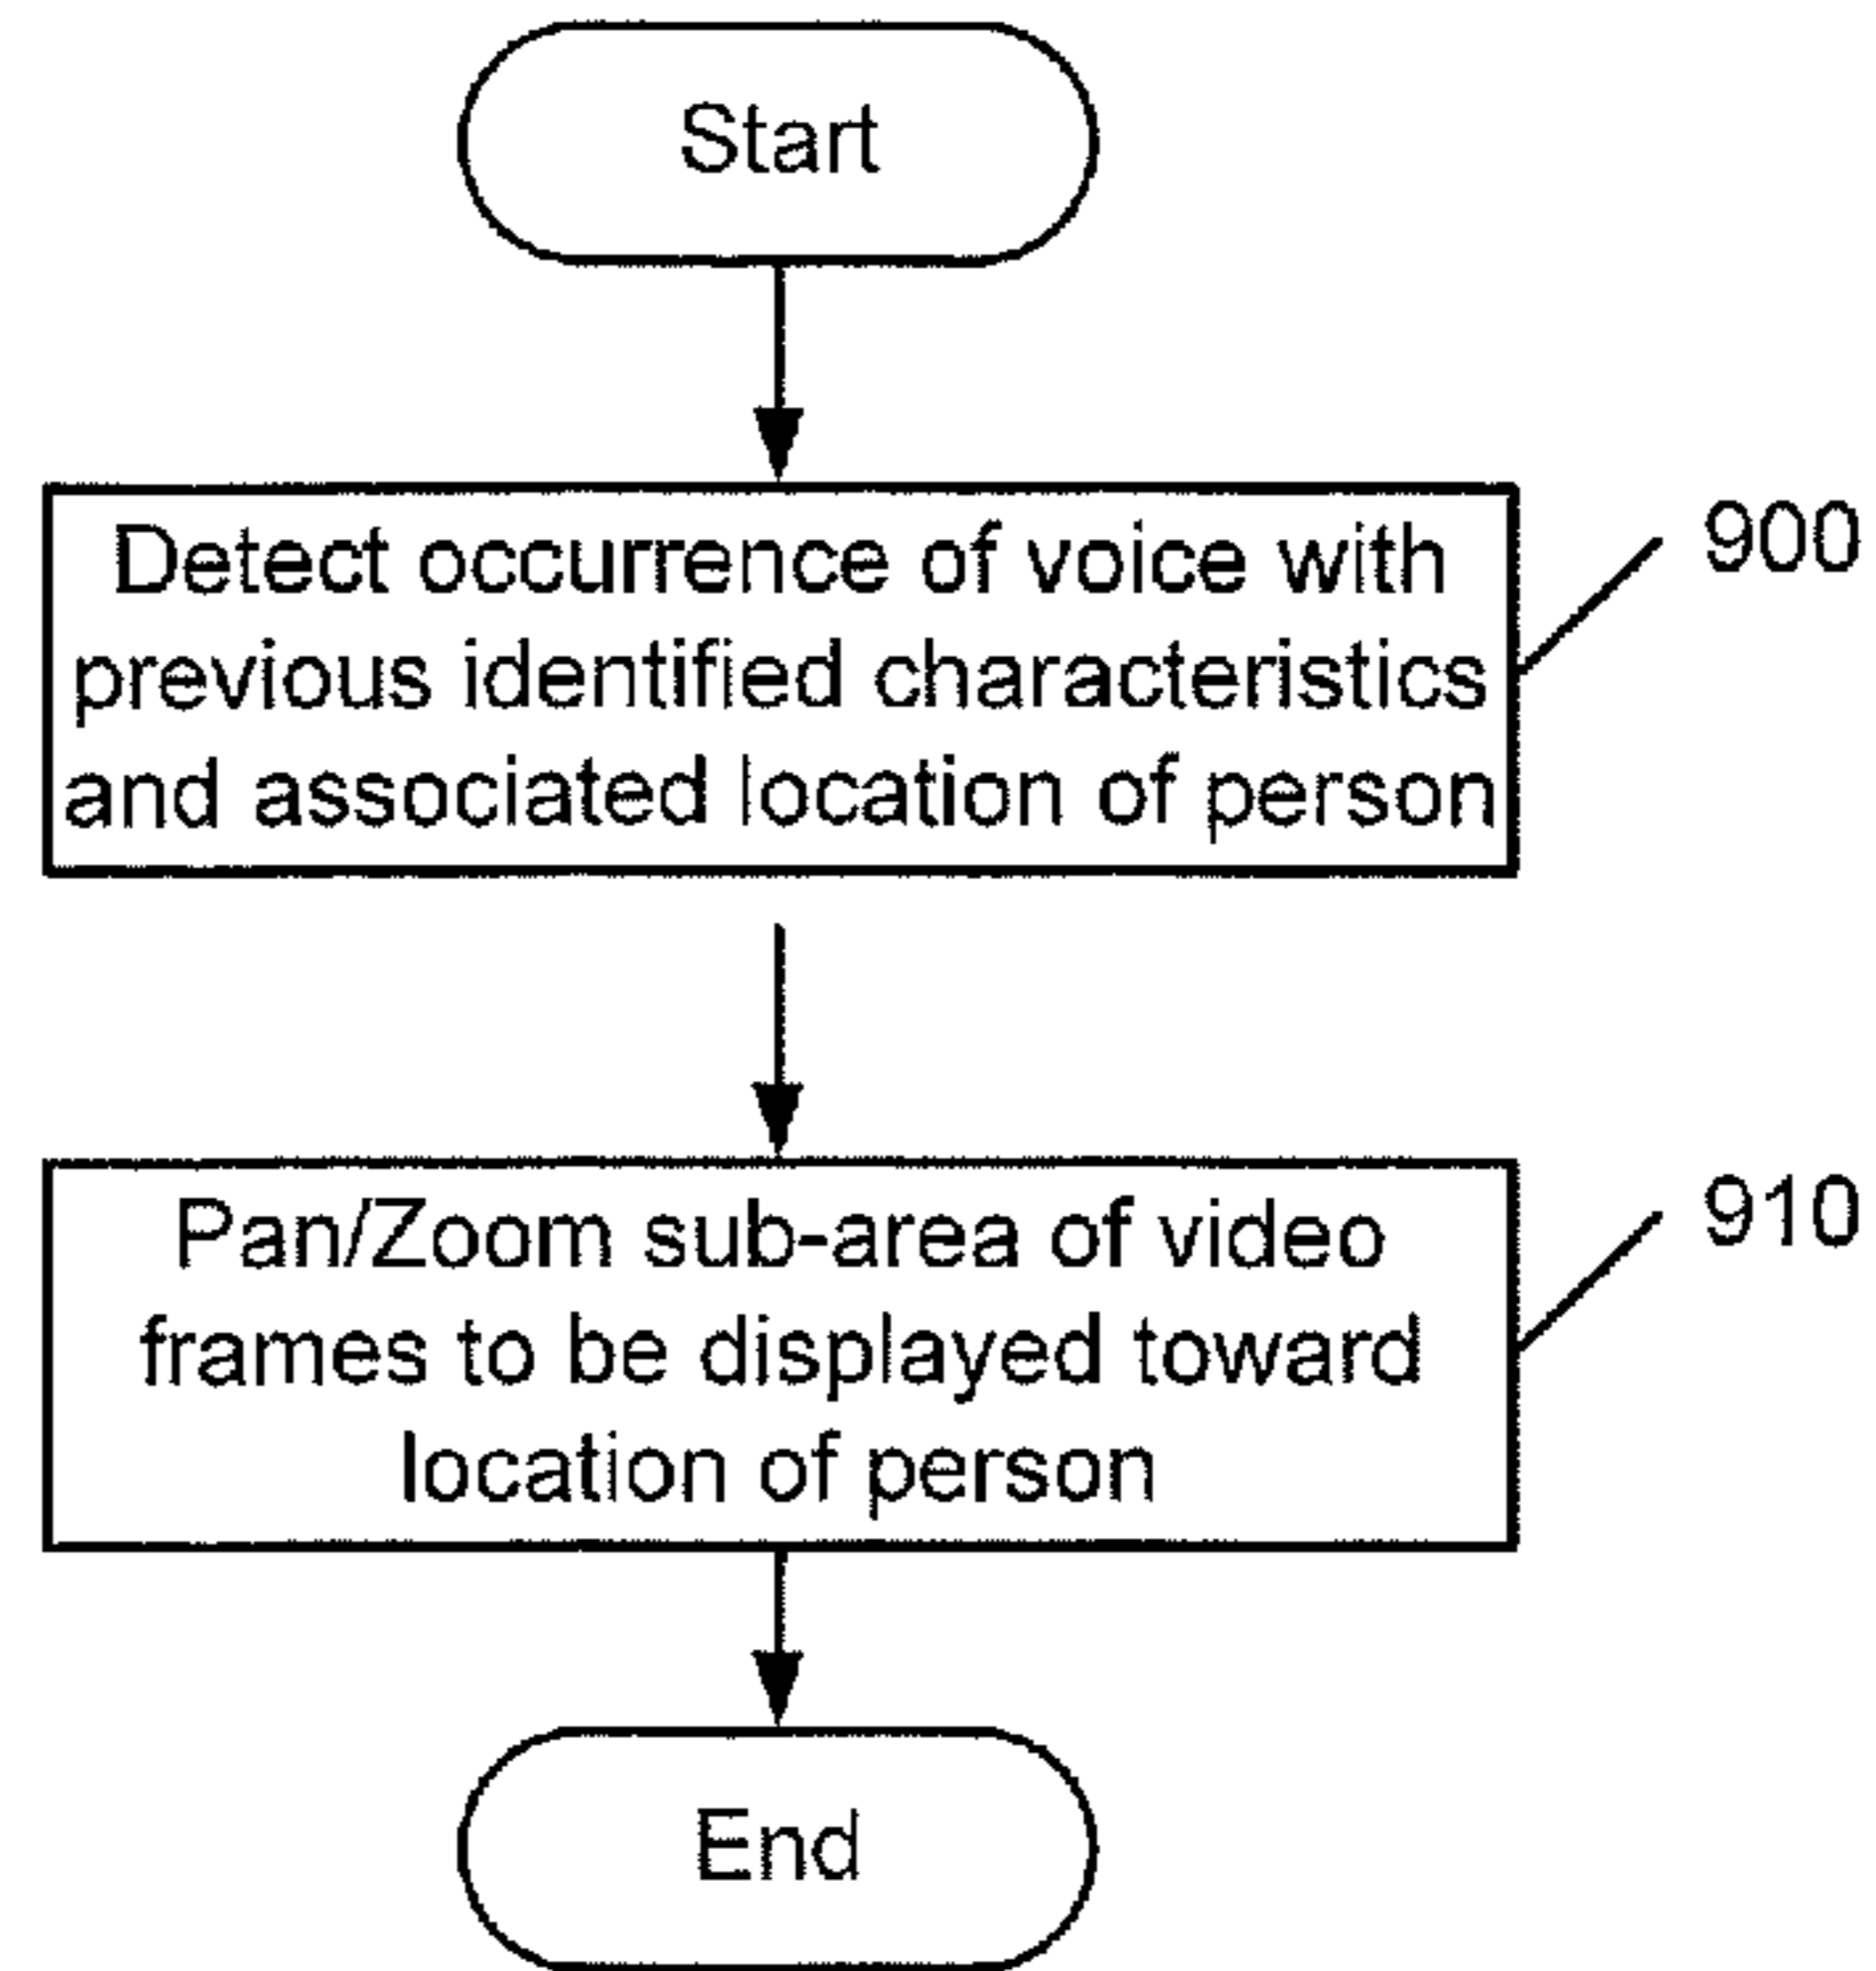 Start
Detect occurrence of voice with
previous identified characteristics
and associated location of person
900
Pan/Zoom sub-area of video
frames to be displayed toward
location of person
910
End